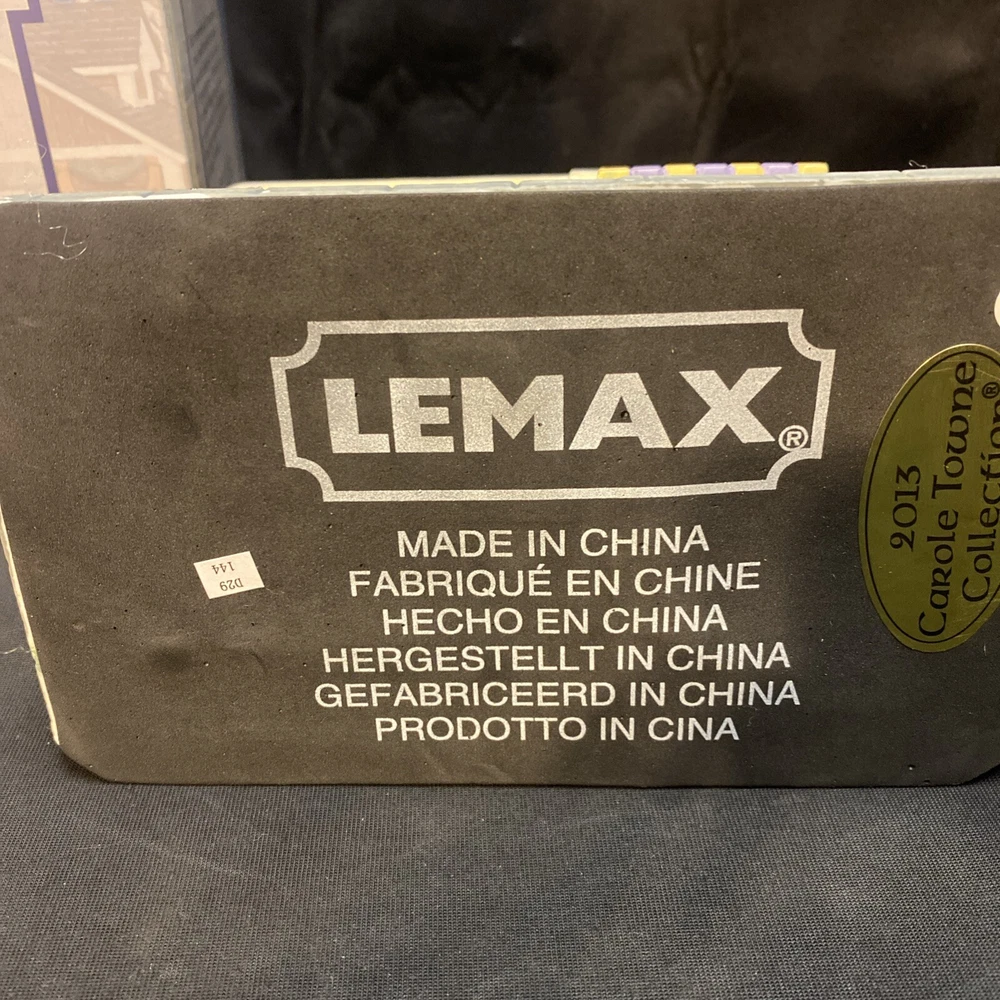 LEMAX®
MADE IN CHINA
FABRIQUÉ EN CHINE
HECHO EN CHINA
HERGESTELLT IN CHINA
GEFABRICEERD IN CHINA
PRODOTTO IN CINA
D29
144
2013
Carole Towne
Collection®